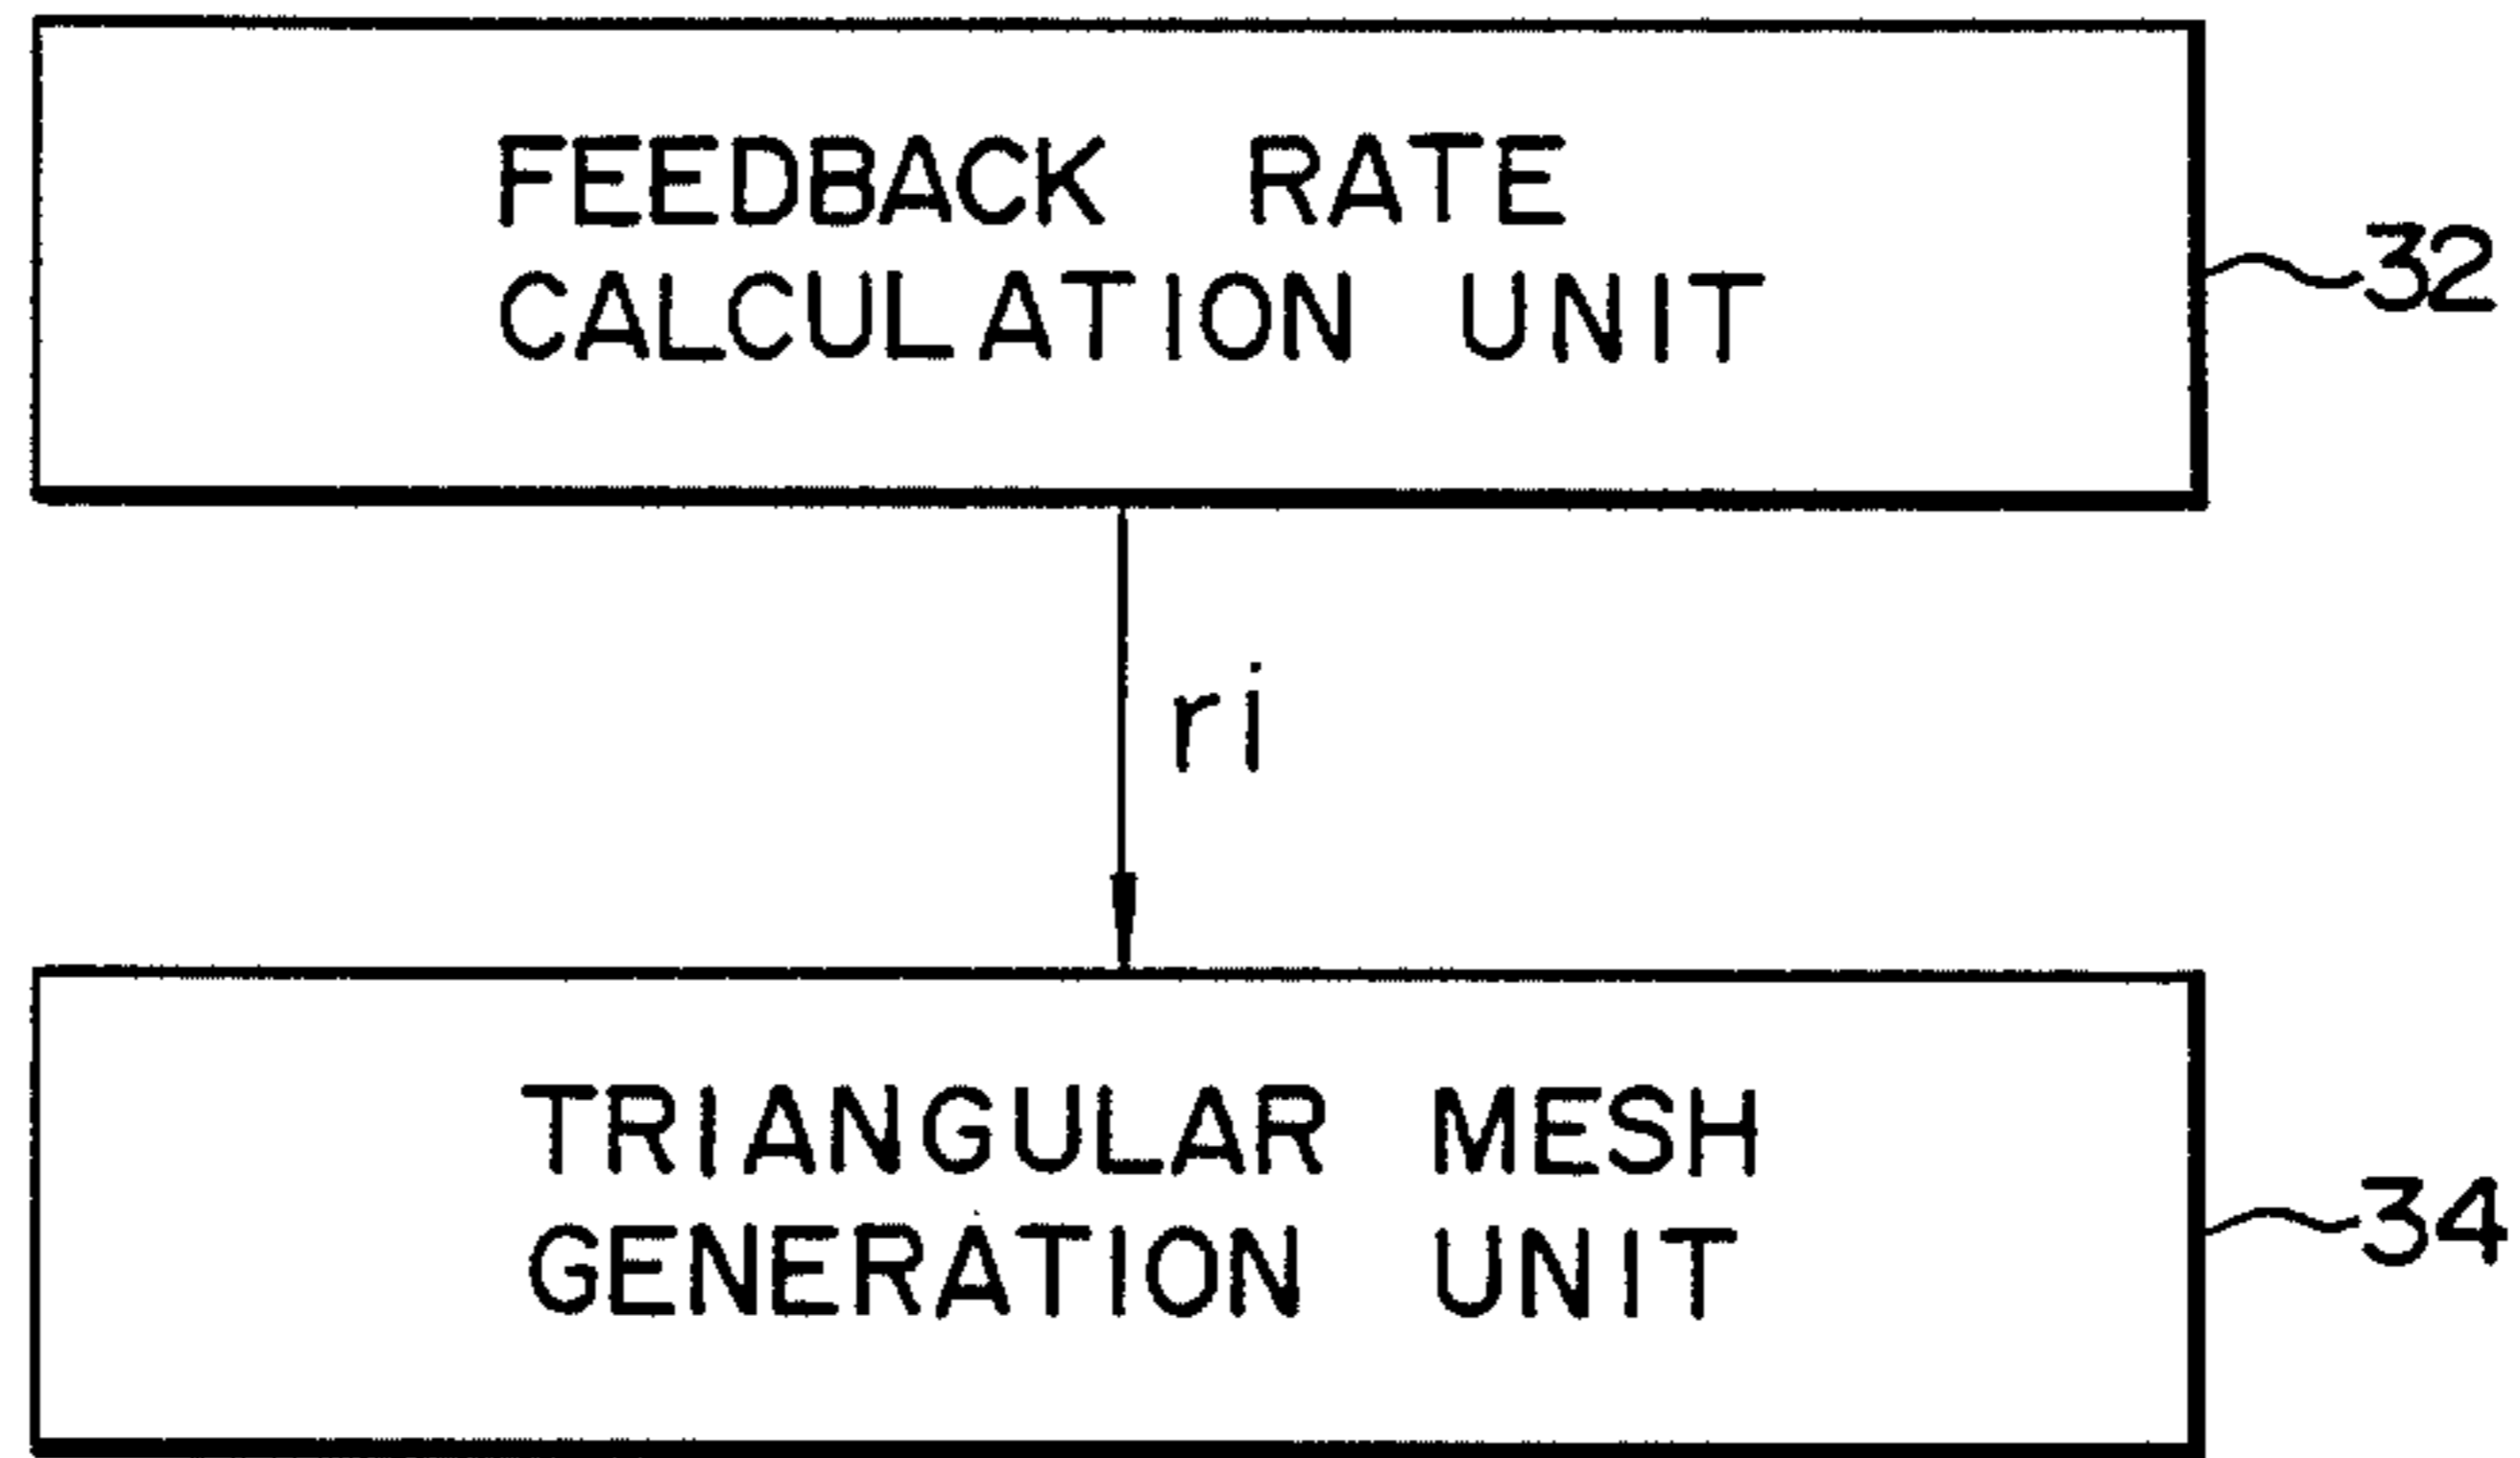 FEEDBACK RATE
CALCULATION UNIT
32
ri
TRIANGULAR MESH
GENERATION UNIT
34